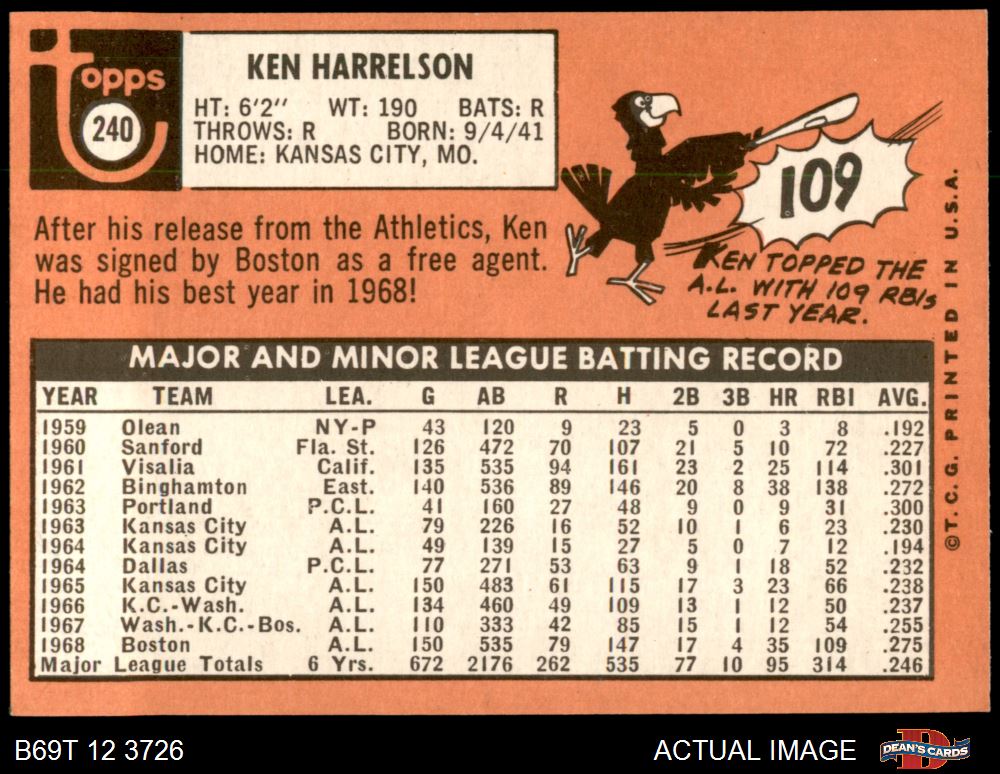 topps
240
KEN HARRELSON
HT: 6'2" WT: 190 BATS: R
THROWS: R BORN: 9/4/41
HOME: KANSAS CITY, MO.
After his release from the Athletics, Ken
was signed by Boston as a free agent.
He had his best year in 1968!
109
KEN TOPPED THE
A.L. WITH 109 RBIs
LAST YEAR.
MAJOR AND MINOR LEAGUE BATTING RECORD
YEAR TEAM LEA. G AB R H 2B 3B HR RBI AVG.
1959 Olean NY-P 43 120 9 23 5 0 3 8 .192
1960 Sanford Fla. St. 126 472 70 107 21 5 10 72 .227
1961 Visalia Calif. 135 535 94 161 23 2 25 114 .301
1962 Binghamton East. 140 536 89 146 20 8 38 138 .272
1963 Portland P.C.L. 41 160 27 48 9 0 9 31 .300
1963 Kansas City A.L. 79 226 16 52 10 1 6 23 .230
1964 Kansas City A.L. 49 139 15 27 5 0 7 12 .194
1964 Dallas P.C.L. 77 271 53 63 9 1 18 52 .232
1965 Kansas City A.L. 150 483 61 115 17 3 23 66 .238
1966 K.C.-Wash. A.L. 134 460 49 109 13 1 12 50 .237
1967 Wash.-K.C.-Bos. A.L. 110 333 42 85 15 1 12 54 .255
1968 Boston A.L. 150 535 79 147 17 4 35 109 .275
Major League Totals 6 Yrs. 672 2176 262 535 77 10 95 314 .246
©T.C.G. PRINTED IN U.S.A.
B69T 12 3726
ACTUAL IMAGE
DEAN'S CARDS